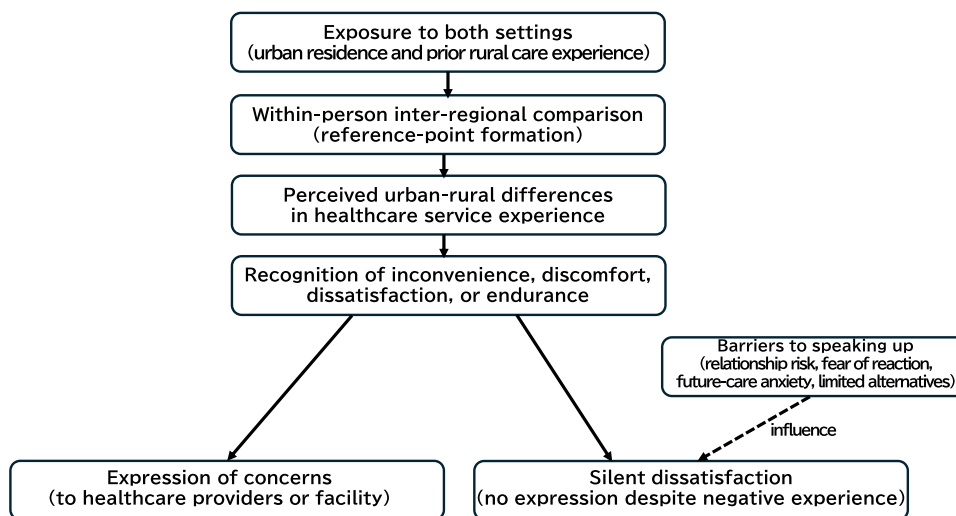 Exposure to both settings
(urban residence and prior rural care experience)
Within-person inter-regional comparison
(reference-point formation)
Perceived urban-rural differences
in healthcare service experience
Recognition of inconvenience, discomfort,
dissatisfaction, or endurance
Barriers to speaking up
(relationship risk, fear of reaction,
future-care anxiety, limited alternatives)
influence
Expression of concerns
(to healthcare providers or facility)
Silent dissatisfaction
(no expression despite negative experience)